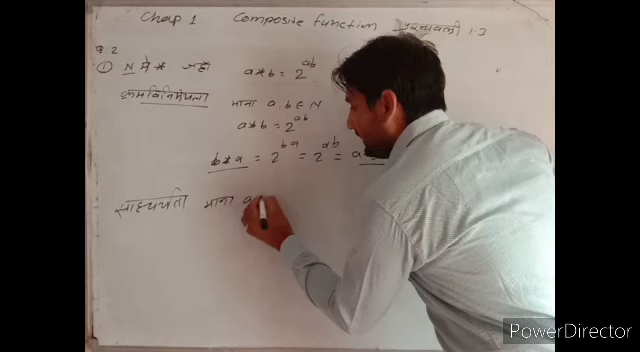 Chap 1 Composite function प्रश्नावली 1.3
Q 2
① N में * जहाँ a*b = 2^ab
क्रमविनिमेयता माना a,b ∈ N
a*b = 2^ab
b*a = 2^ba = 2^ab = a
साहचर्यता माना a
PowerDirector